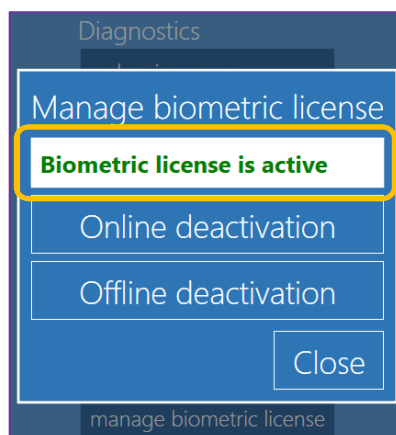 Diagnostics
Manage biometric license
Biometric license is active
Online deactivation
Offline deactivation
Close
manage biometric license